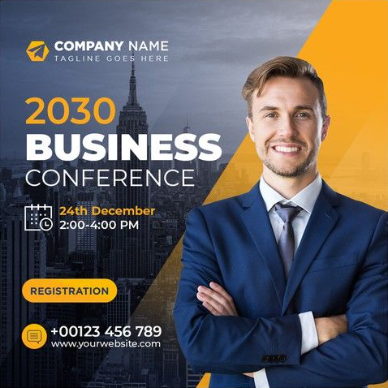 COMPANY NAME
TAGLINE GOES HERE
2030
BUSINESS
CONFERENCE
24th December
2:00-4:00 PM
REGISTRATION
+00123 456 789
www.yourwebsite.com